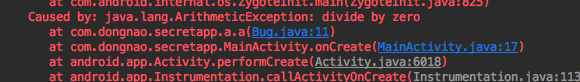 at com.android.internal.os.ZygoteInit.main(ZygoteInit.java:825)
Caused by: java.lang.ArithmeticException: divide by zero
at com.dongnao.secretapp.a.a(Bug.java:11)
at com.dongnao.secretapp.MainActivity.onCreate(MainActivity.java:17)
at android.app.Activity.performCreate(Activity.java:6018)
at android.app.Instrumentation.callActivityOnCreate(Instrumentation.java:113